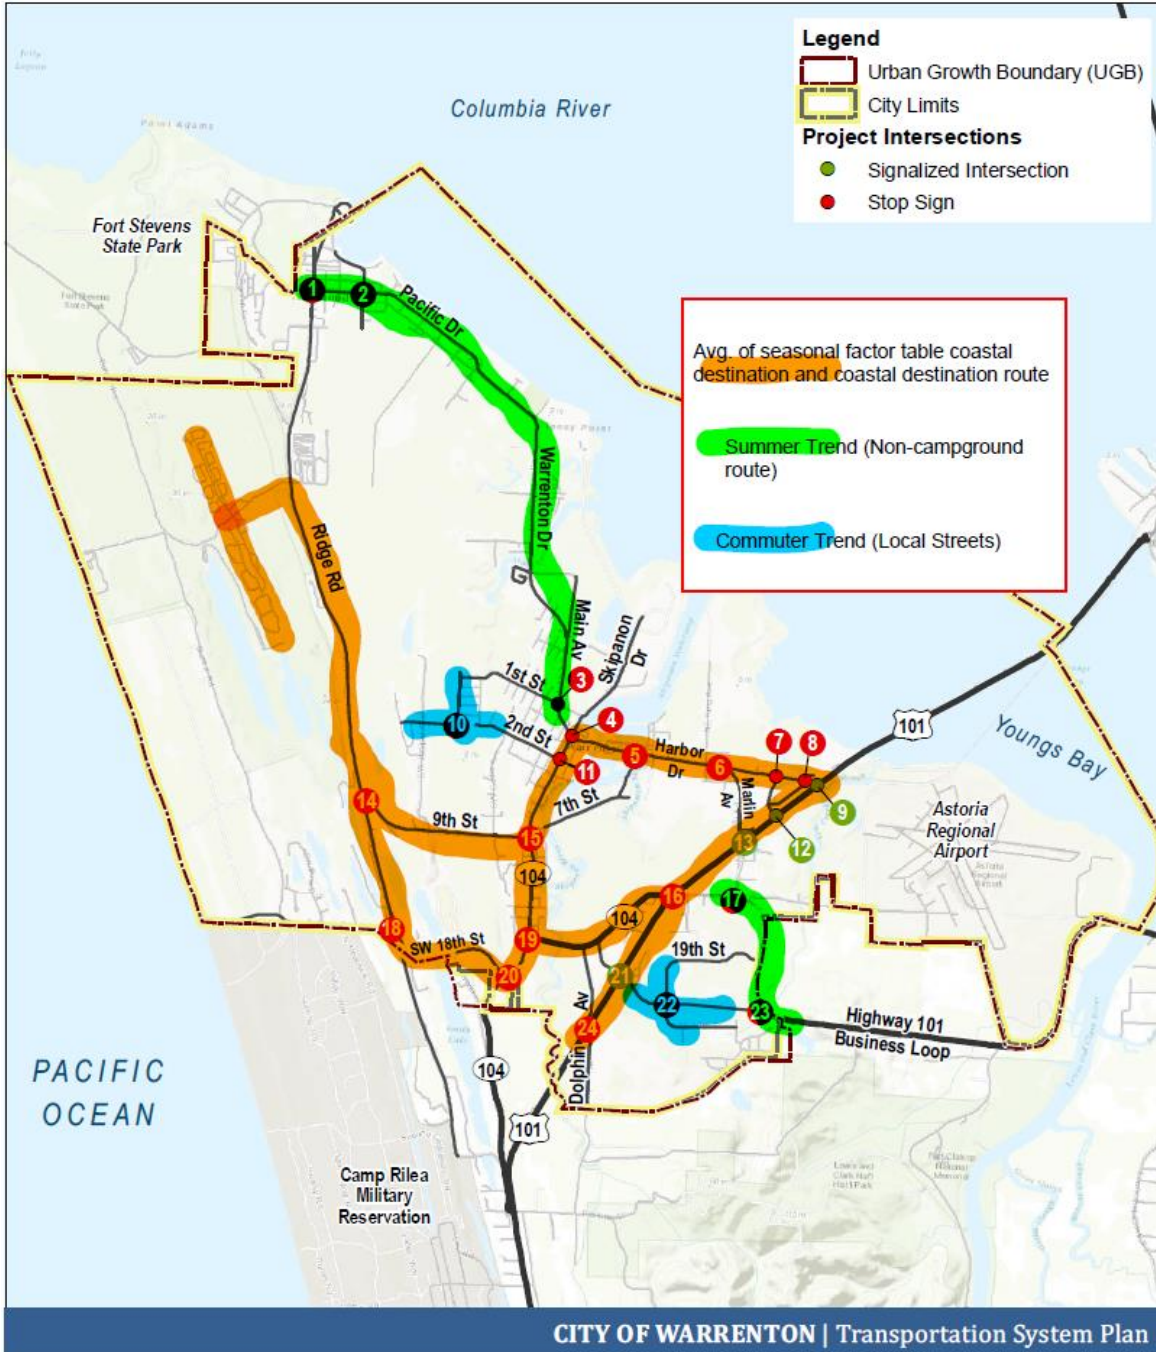 Legend
Urban Growth Boundary (UGB)
City Limits
Project Intersections
Signalized Intersection
Stop Sign
Columbia River
Point Adams
Fort Stevens
State Park
1
2
Pacific Dr
Avg. of seasonal factor table coastal
destination and coastal destination route
Summer Trend (Non-campground
route)
Commuter Trend (Local Streets)
Warrenton Dr
Ridge Rd
Main Av
Skipanon
Dr
1st St
3
10
2nd St
4
11
5
Harbor
Dr
6
7
8
101
Youngs Bay
7th St
Marlin
Av
9
12
13
Astoria
Regional
Airport
14
9th St
15
104
16
17
104
18
SW 18th St
19
20
19th St
21
22
23
Highway 101
Business Loop
24
Dolphin
Av
104
101
PACIFIC
OCEAN
Camp Rilea
Military
Reservation
CITY OF WARRENTON | Transportation System Plan